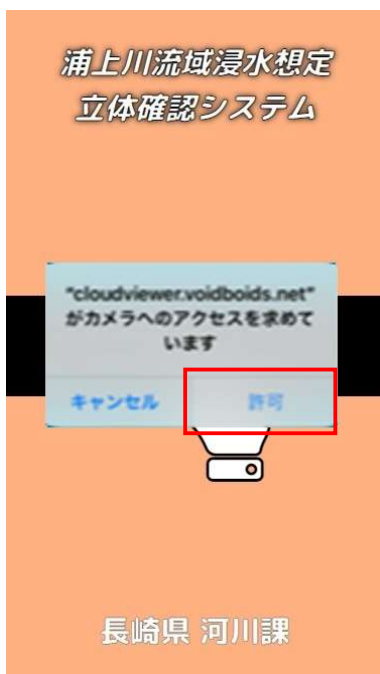 浦上川流域浸水想定
立体確認システム
"cloudviewer.voidboids.net"
がカメラへのアクセスを求めて
います
キャンセル
許可
長崎県 河川課